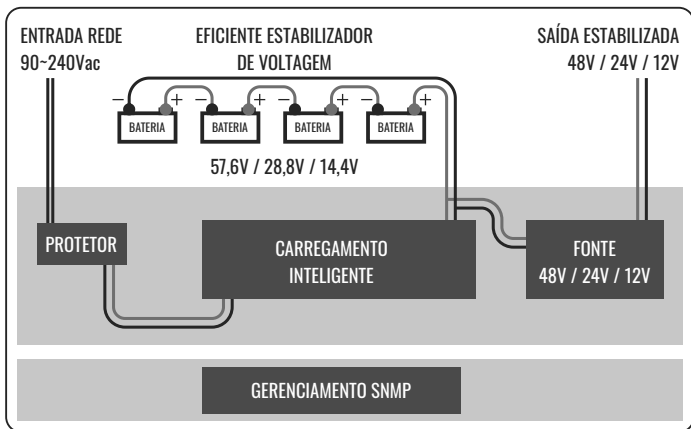 ENTRADA REDE
90~240Vac
EFICIENTE ESTABILIZADOR
DE VOLTAGEM
SAÍDA ESTABILIZADA
48V / 24V / 12V
− + − + − + − +
BATERIA BATERIA BATERIA BATERIA
57,6V / 28,8V / 14,4V
PROTETOR
CARREGAMENTO
INTELIGENTE
FONTE
48V / 24V / 12V
GERENCIAMENTO SNMP